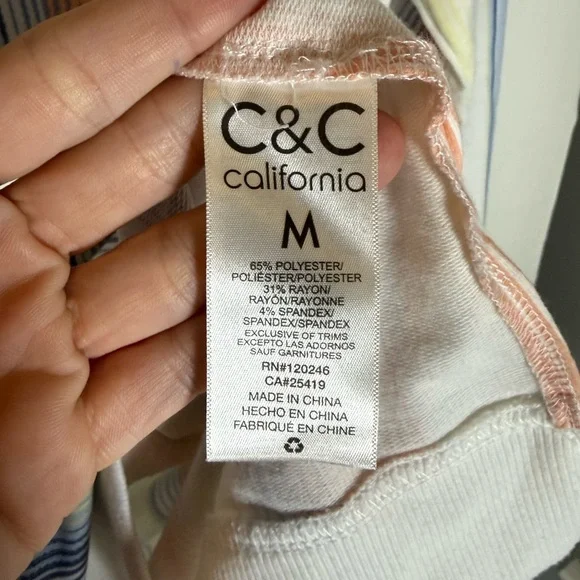 C&C
california
M
65% POLYESTER/
POLIÉSTER/POLYESTER
31% RAYON/
RAYÓN/RAYONNE
4% SPANDEX/
SPANDEX/SPANDEX
EXCLUSIVE OF TRIMS
EXCEPTO LAS ADORNOS
SAUF GARNITURES
RN#120246
CA#25419
MADE IN CHINA
HECHO EN CHINA
FABRIQUÉ EN CHINE